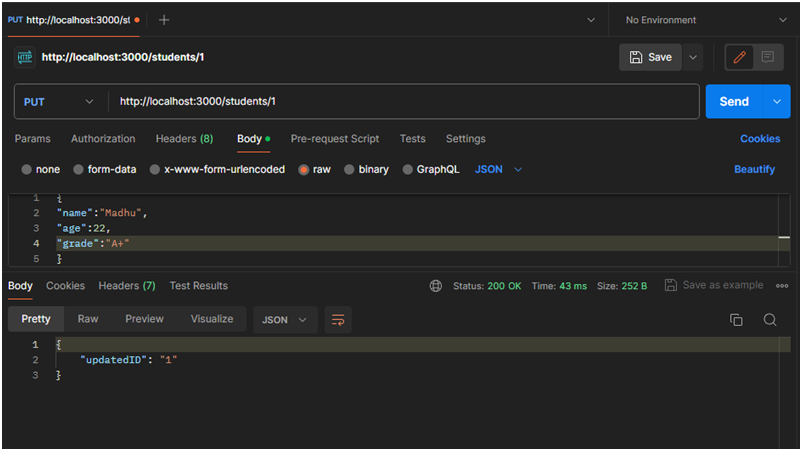 PUT http://localhost:3000/st
No Environment
HTTP http://localhost:3000/students/1
Save
PUT http://localhost:3000/students/1 Send
Params Authorization Headers (8) Body Pre-request Script Tests Settings Cookies
none form-data x-www-form-urlencoded raw binary GraphQL JSON Beautify
1 {
2 "name":"Madhu",
3 "age":22,
4 "grade":"A+"
5 }
Body Cookies Headers (7) Test Results Status: 200 OK Time: 43 ms Size: 252 B Save as example
Pretty Raw Preview Visualize JSON
1 {
2 "updatedID": "1"
3 }